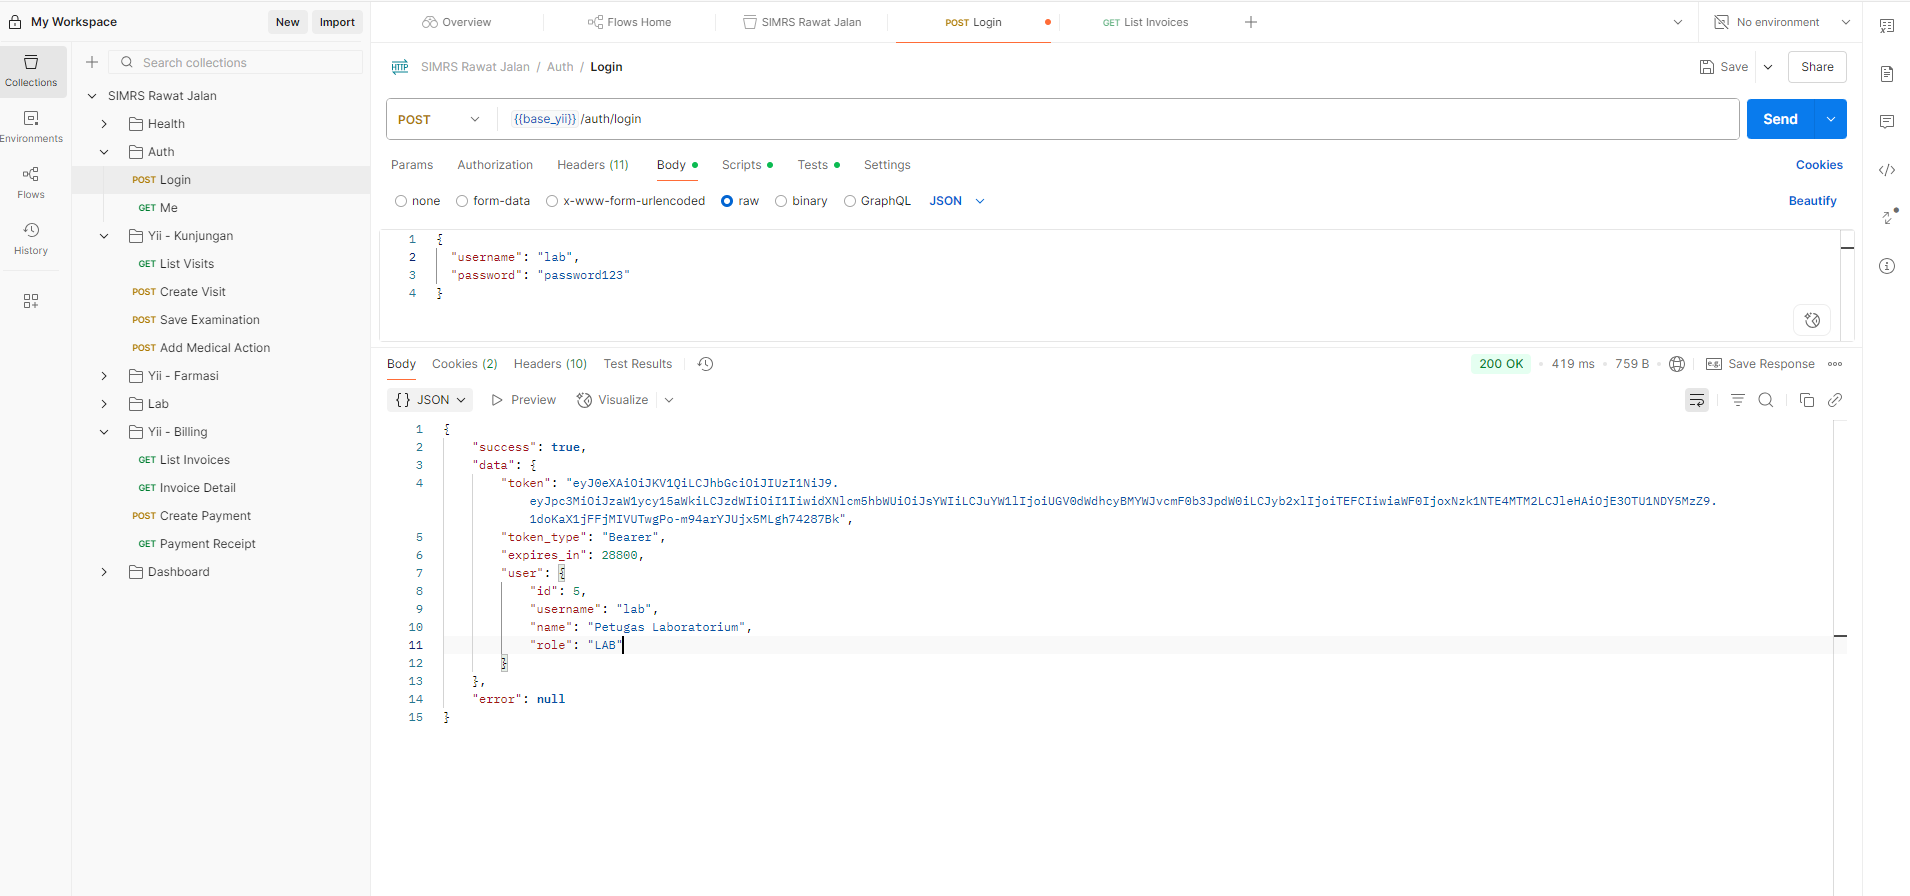 My Workspace
New
Import
Overview
Flows Home
SIMRS Rawat Jalan
POST Login
GET List Invoices
No environment
Collections
Environments
Flows
History
Search collections
SIMRS Rawat Jalan
Health
Auth
POST Login
GET Me
Yii - Kunjungan
GET List Visits
POST Create Visit
POST Save Examination
POST Add Medical Action
Yii - Farmasi
Lab
Yii - Billing
GET List Invoices
GET Invoice Detail
POST Create Payment
GET Payment Receipt
Dashboard
HTTP SIMRS Rawat Jalan / Auth / Login
Save
Share
POST
{{base_yii}} /auth/login
Send
Params
Authorization
Headers (11)
Body
Scripts
Tests
Settings
Cookies
none
form-data
x-www-form-urlencoded
raw
binary
GraphQL
JSON
Beautify
1 {
2 "username": "lab",
3 "password": "password123"
4 }
Body
Cookies (2)
Headers (10)
Test Results
200 OK
419 ms
759 B
e.g. Save Response
{} JSON
Preview
Visualize
1 {
2 "success": true,
3 "data": {
4 "token": "eyJ0eXAiOiJKV1QiLCJhbGciOiJIUzI1NiJ9.
eyJpc3MiOiJzaW1ycy15aWkiLCJzdWIiOiI1IiwidXNlcm5hbWUiOiJsYWIiLCJuYW1lIjoiUGV0dWdhcyBMYWJvcmF0b3JpdW0iLCJyb2xlIjoiTEFCIiwiaWF0IjoxNzk1NTE4MTM2LCJleHAiOjE3OTU1NDY5MzZ9.
1doKaX1jFFjMIVUTwgPo-m94arYJUjx5MLgh74287Bk",
5 "token_type": "Bearer",
6 "expires_in": 28800,
7 "user": {
8 "id": 5,
9 "username": "lab",
10 "name": "Petugas Laboratorium",
11 "role": "LAB"
12 }
13 },
14 "error": null
15 }